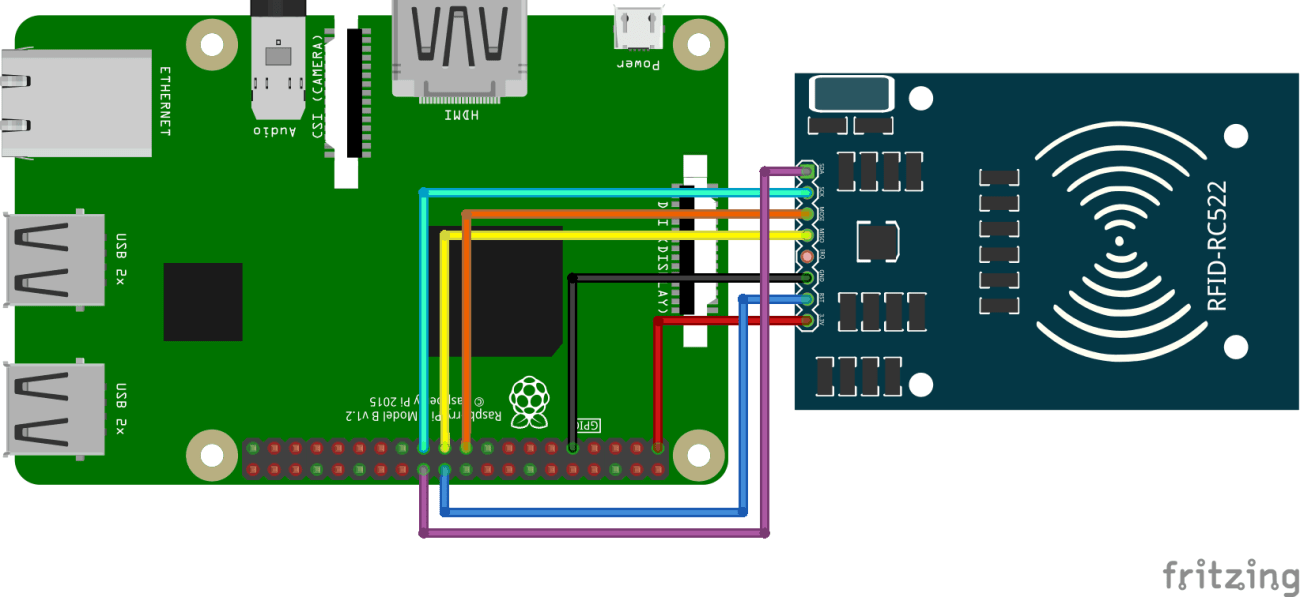 Power
HDMI
CSI (CAMERA)
Audio
ETHERNET
USB 2x
USB 2x
DSI (DISPLAY)
© Raspberry Pi 2015
Raspberry Pi Model B v1.2
GPIO
SDA
SCK
MOSI
MISO
IRQ
GND
RST
3.3V
RFID-RC522
fritzing